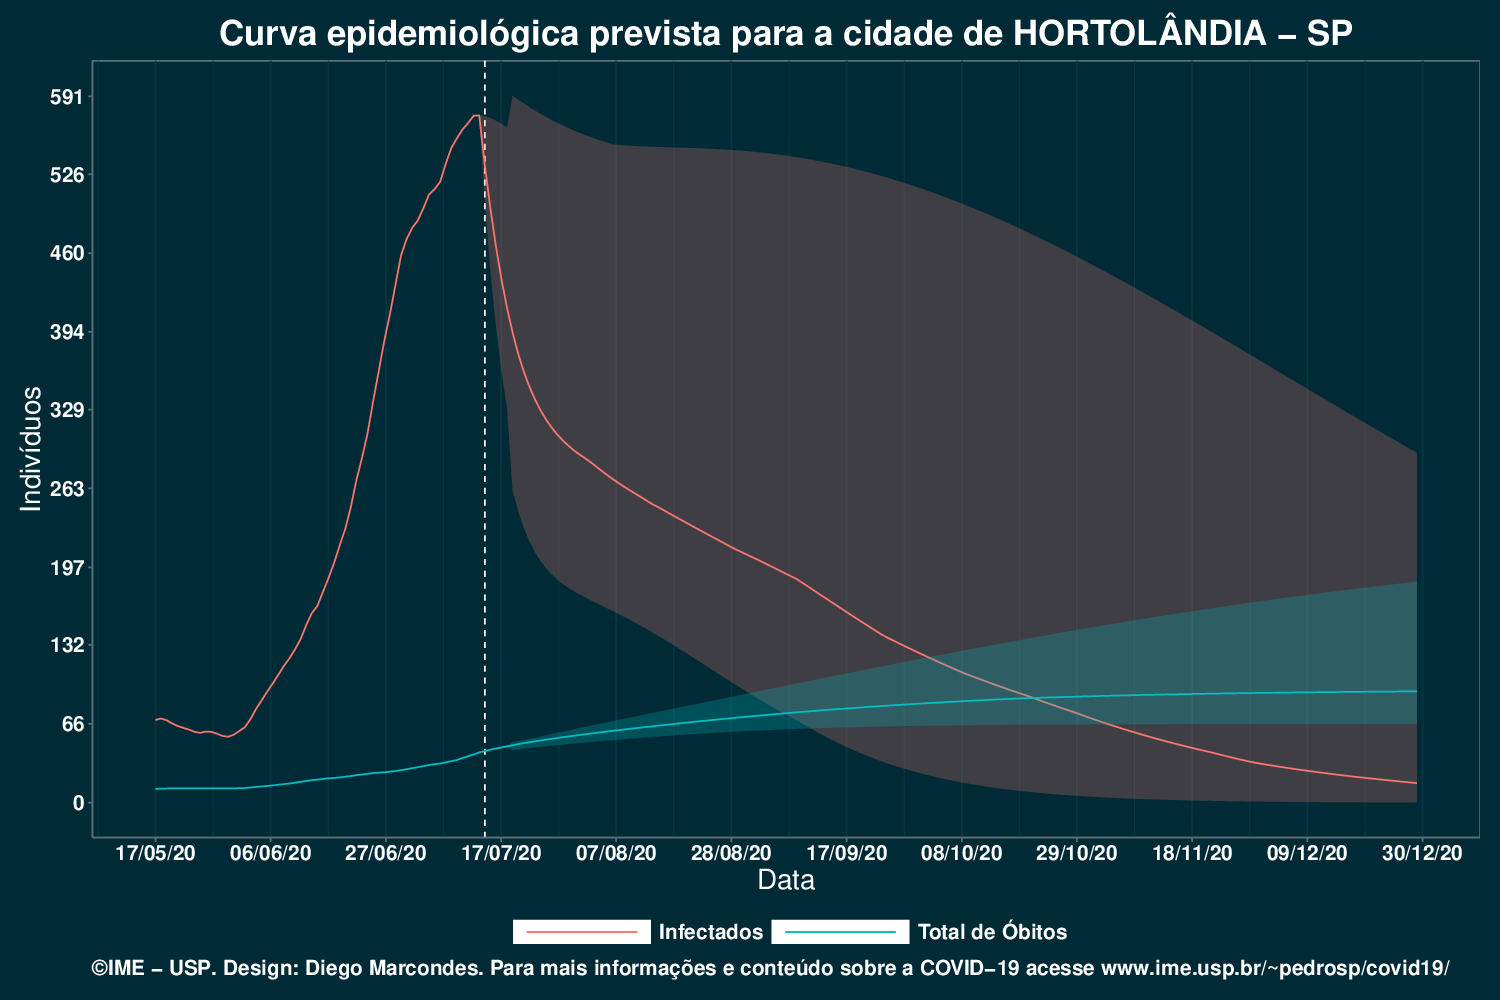 Curva epidemiológica prevista para a cidade de HORTOLÂNDIA – SP
591
526
460
394
329
263
197
132
66
0
Indivíduos
17/05/20 06/06/20 27/06/20 17/07/20 07/08/20 28/08/20 17/09/20 08/10/20 29/10/20 18/11/20 09/12/20 30/12/20
Data
Infectados Total de Óbitos
©IME – USP. Design: Diego Marcondes. Para mais informações e conteúdo sobre a COVID–19 acesse www.ime.usp.br/~pedrosp/covid19/